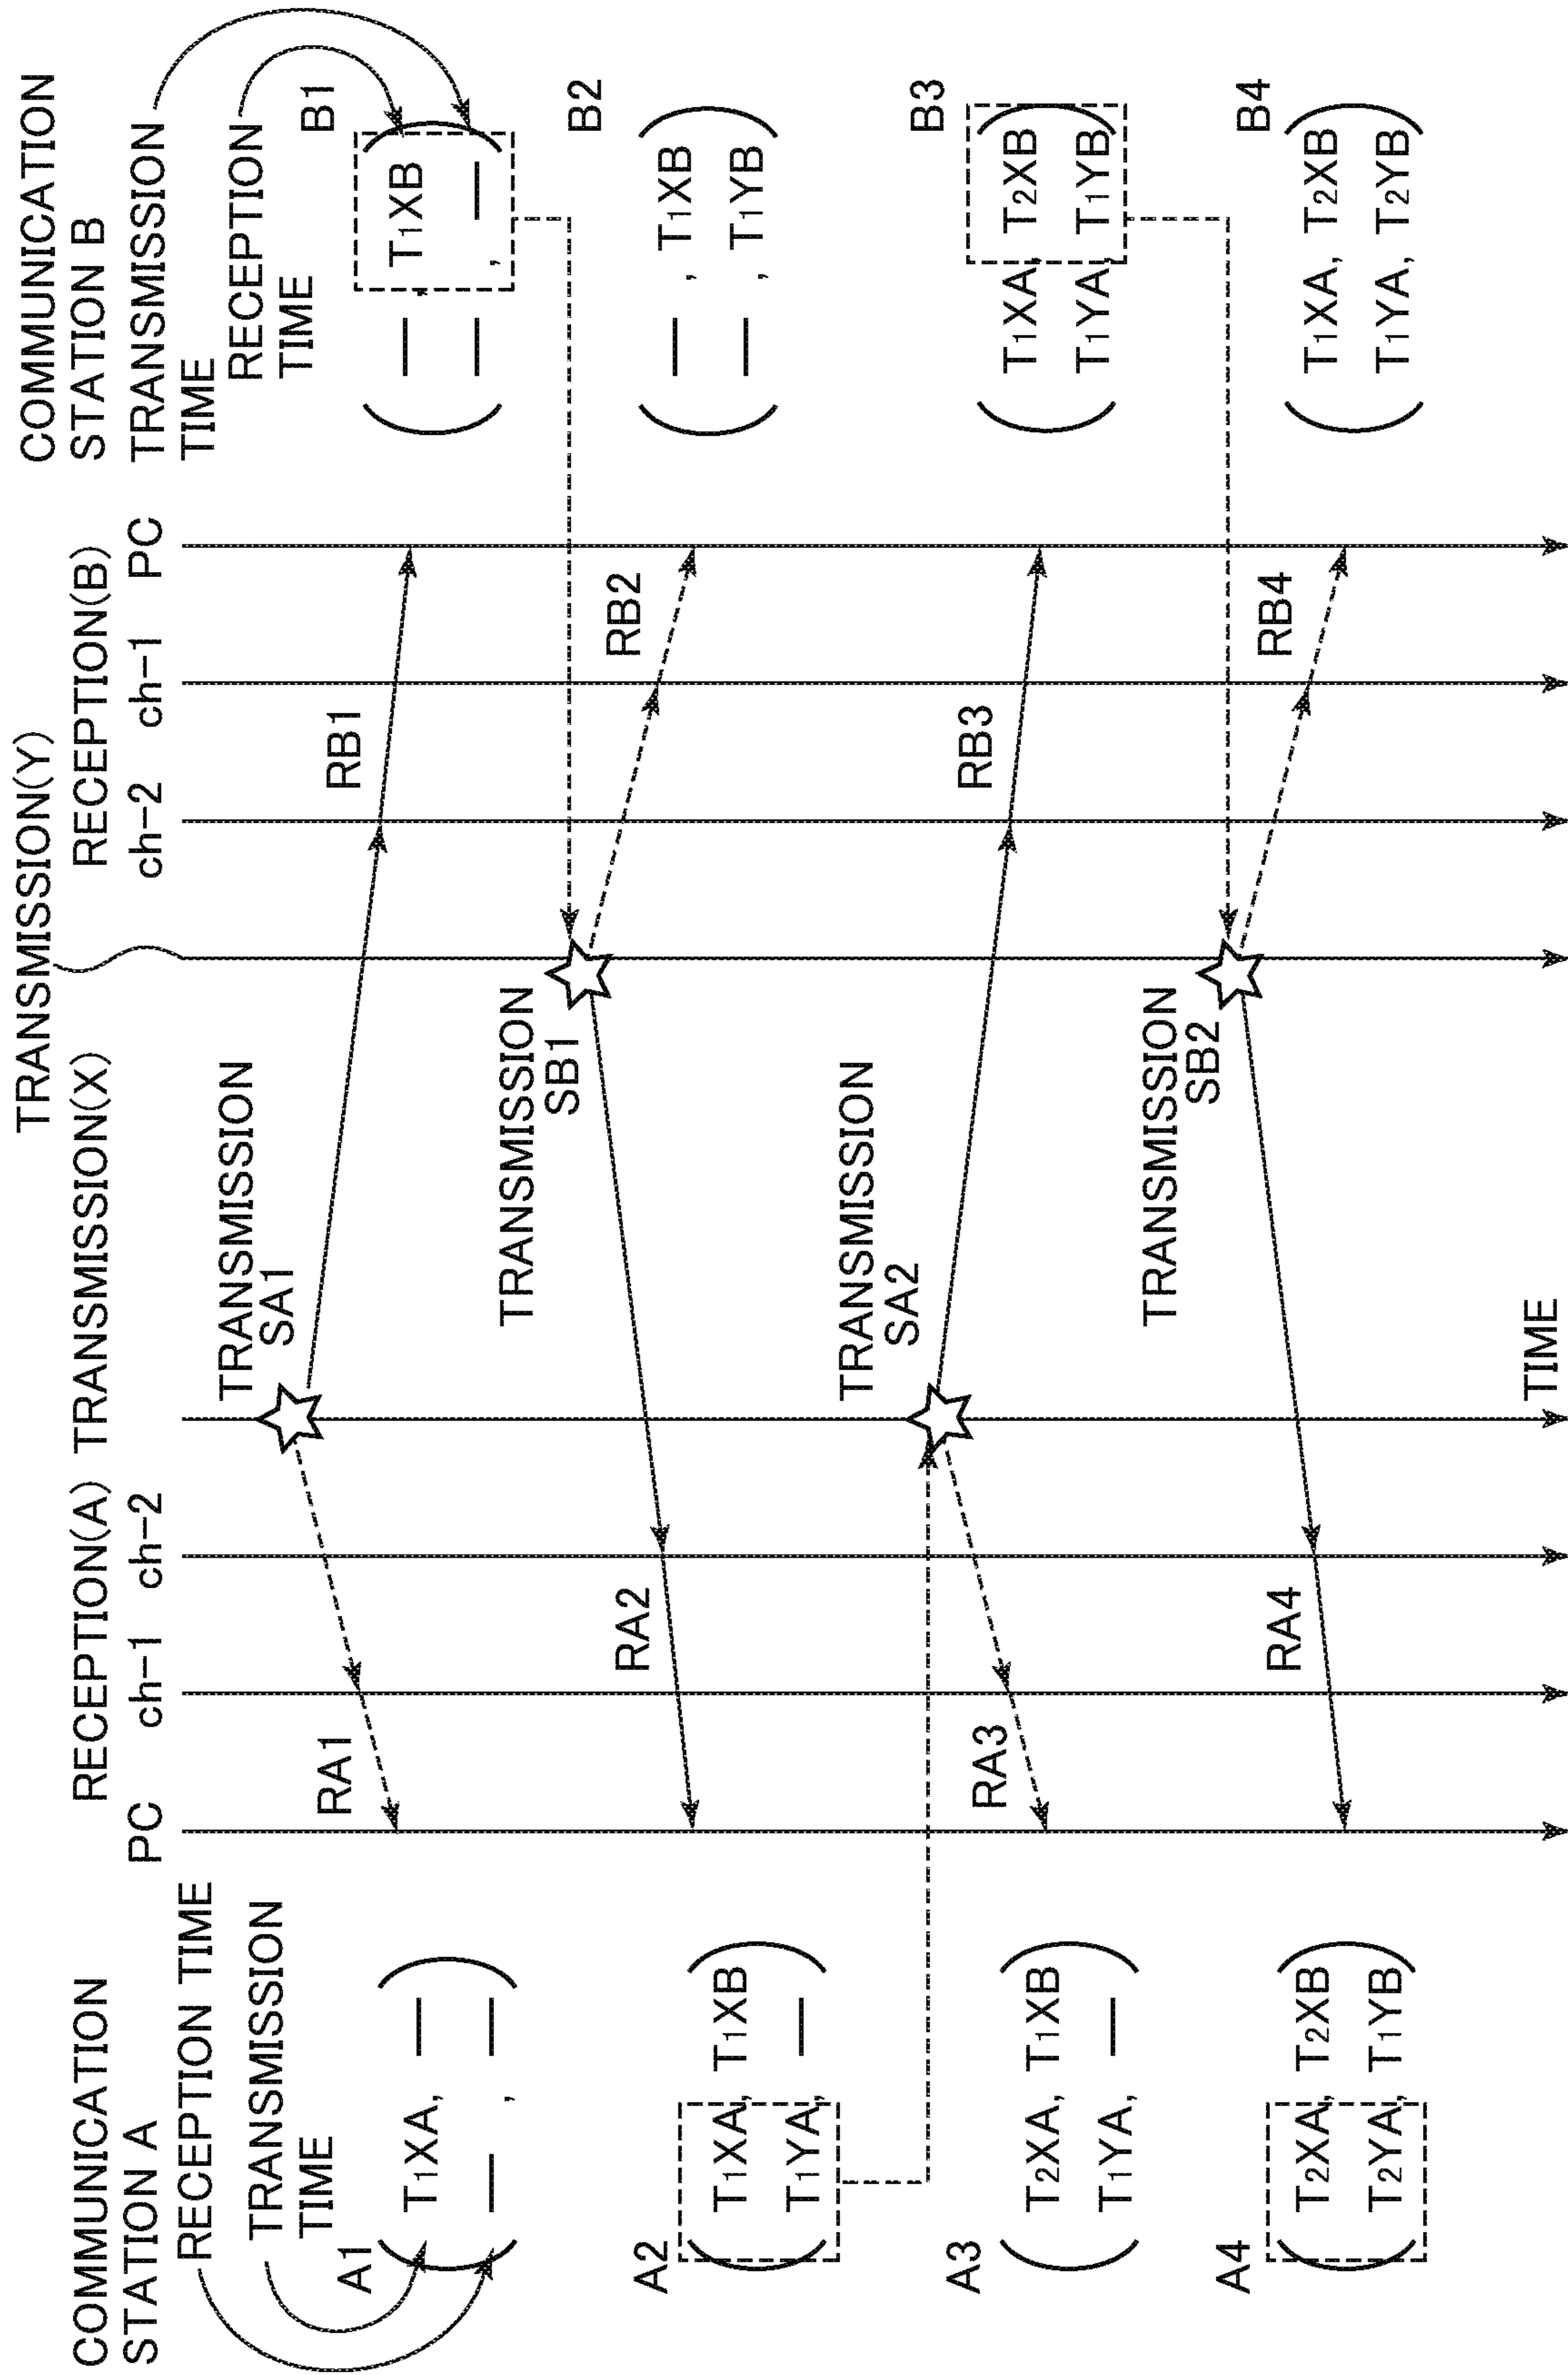 COMMUNICATION
STATION A
RECEPTION TIME
TRANSMISSION
TIME
PC
RECEPTION(A)
ch-1
ch-2
TRANSMISSION(X)
TRANSMISSION(Y)
RECEPTION(B)
ch-2
ch-1
PC
COMMUNICATION
STATION B
TRANSMISSION
TIME
RECEPTION
TIME
A1
T₁XA, —
—, —
RA1
TRANSMISSION
SA1
RB1
B1
—, T₁XB
—, —
A2
T₁XA, T₁XB
T₁YA, —
RA2
TRANSMISSION
SB1
RB2
B2
—, T₁XB
—, T₁YB
A3
T₂XA, T₁XB
T₁YA, —
RA3
TRANSMISSION
SA2
RB3
B3
T₁XA, T₂XB
T₁YA, T₁YB
A4
T₂XA, T₂XB
T₂YA, T₁YB
RA4
TRANSMISSION
SB2
RB4
B4
T₁XA, T₂XB
T₁YA, T₂YB
TIME